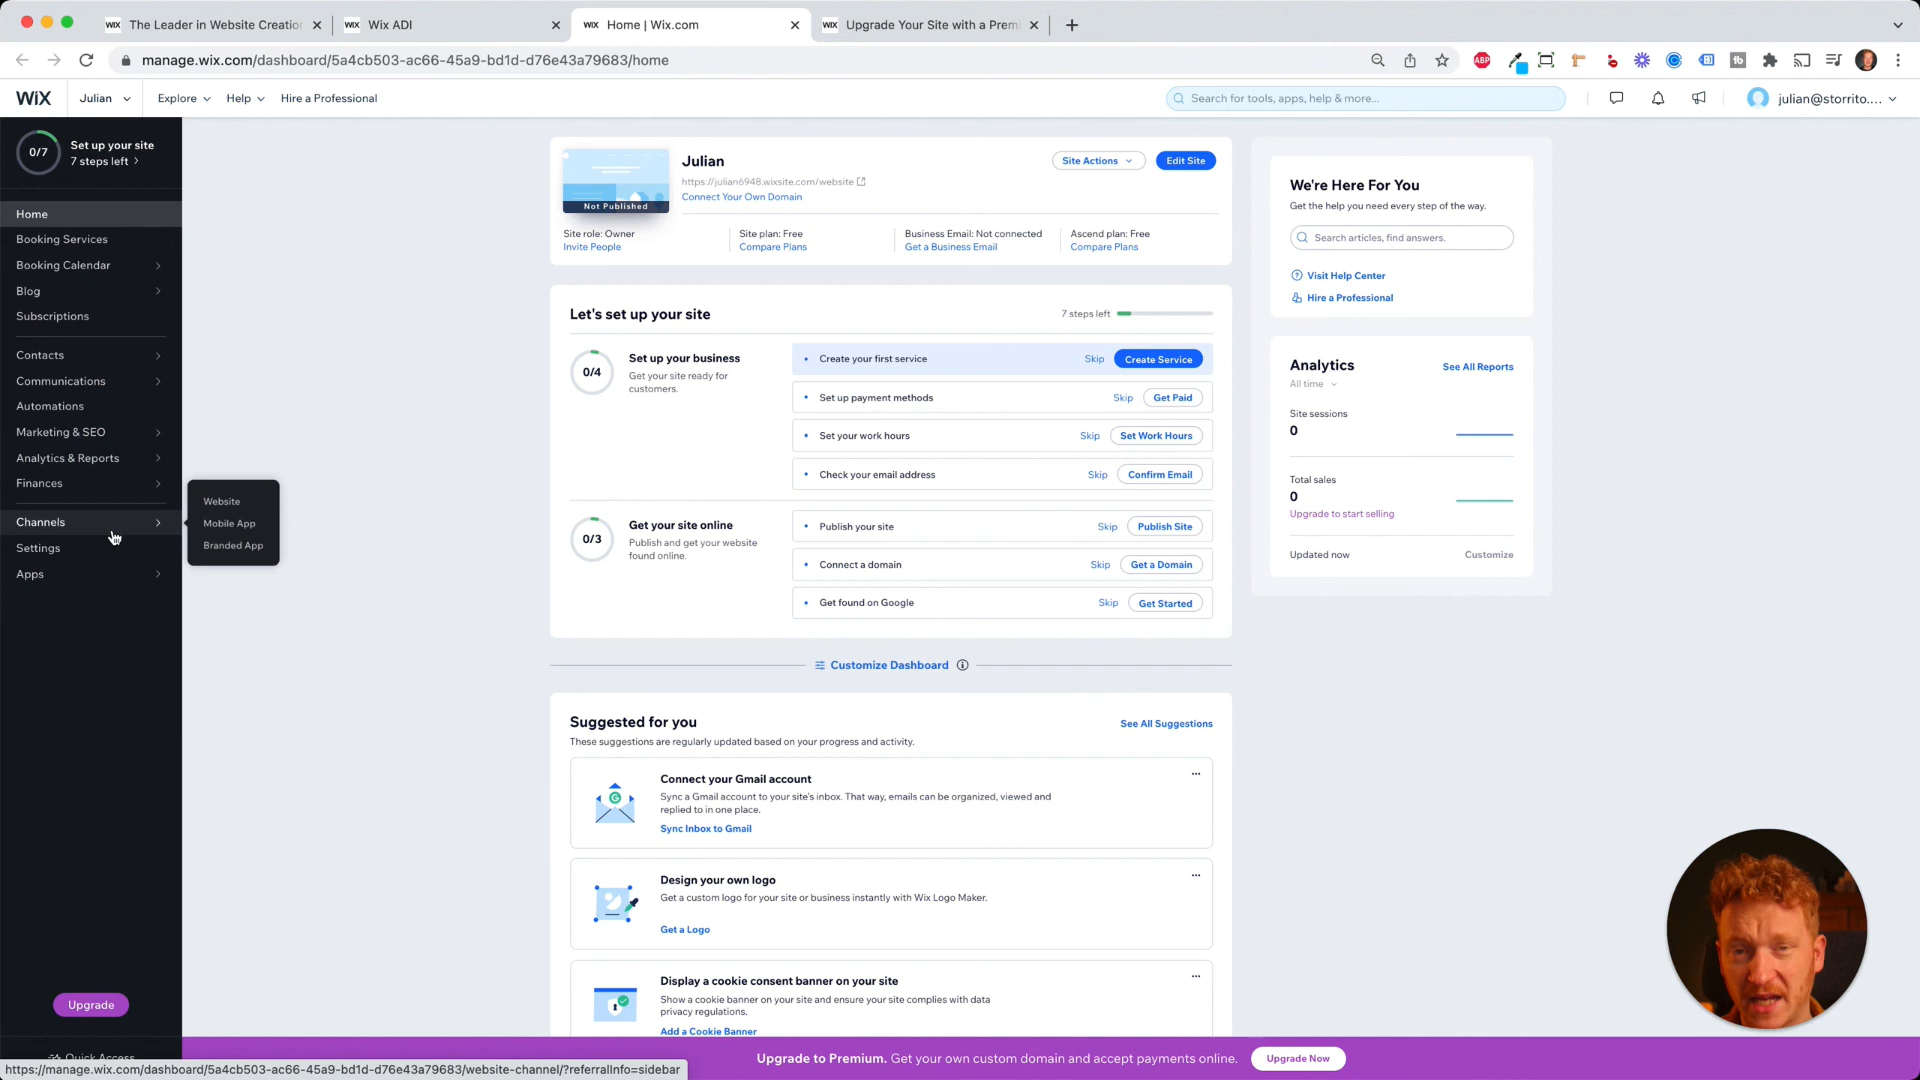 WiX The Leader in Website Creation
WiX Wix ADI
WiX Home | Wix.com
WiX Upgrade Your Site with a Prem
manage.wix.com/dashboard/5a4cb503-ac66-45a9-bd1d-d76e43a79683/home
ABP
WiX
Julian
Explore
Help
Hire a Professional
Search for tools, apps, help & more...
julian@storrito....
0/7
Set up your site
7 steps left
Home
Booking Services
Booking Calendar
Blog
Subscriptions
Contacts
Communications
Automations
Marketing & SEO
Analytics & Reports
Finances
Channels
Settings
Apps
Website
Mobile App
Branded App
Upgrade
Quick Access
Not Published
Julian
https://julian6948.wixsite.com/website
Connect Your Own Domain
Site Actions
Edit Site
Site role: Owner
Invite People
Site plan: Free
Compare Plans
Business Email: Not connected
Get a Business Email
Ascend plan: Free
Compare Plans
Let's set up your site
7 steps left
0/4
Set up your business
Get your site ready for
customers.
Create your first service Skip Create Service
Set up payment methods Skip Get Paid
Set your work hours Skip Set Work Hours
Check your email address Skip Confirm Email
0/3
Get your site online
Publish and get your website
found online.
Publish your site Skip Publish Site
Connect a domain Skip Get a Domain
Get found on Google Skip Get Started
Customize Dashboard
Suggested for you
See All Suggestions
These suggestions are regularly updated based on your progress and activity.
Connect your Gmail account
Sync a Gmail account to your site's inbox. That way, emails can be organized, viewed and
replied to in one place.
Sync Inbox to Gmail
Design your own logo
Get a custom logo for your site or business instantly with Wix Logo Maker.
Get a Logo
Display a cookie consent banner on your site
Show a cookie banner on your site and ensure your site complies with data
privacy regulations.
Add a Cookie Banner
We're Here For You
Get the help you need every step of the way.
Search articles, find answers.
Visit Help Center
Hire a Professional
Analytics
See All Reports
All time
Site sessions
0
Total sales
0
Upgrade to start selling
Updated now
Customize
Upgrade to Premium. Get your own custom domain and accept payments online. Upgrade Now
https://manage.wix.com/dashboard/5a4cb503-ac66-45a9-bd1d-d76e43a79683/website-channel/?referralInfo=sidebar